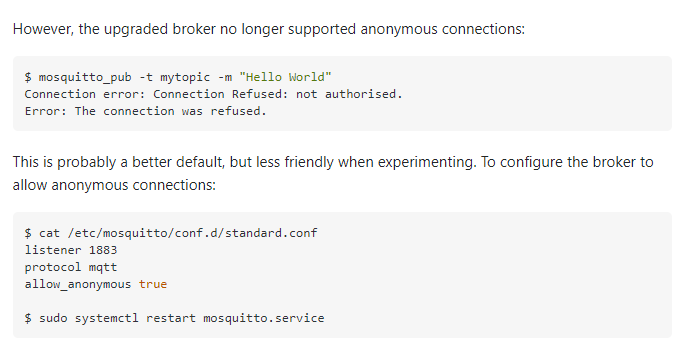 However, the upgraded broker no longer supported anonymous connections:
$ mosquitto_pub -t mytopic -m "Hello World"
Connection error: Connection Refused: not authorised.
Error: The connection was refused.
This is probably a better default, but less friendly when experimenting. To configure the broker to
allow anonymous connections:
$ cat /etc/mosquitto/conf.d/standard.conf
listener 1883
protocol mqtt
allow_anonymous true
$ sudo systemctl restart mosquitto.service